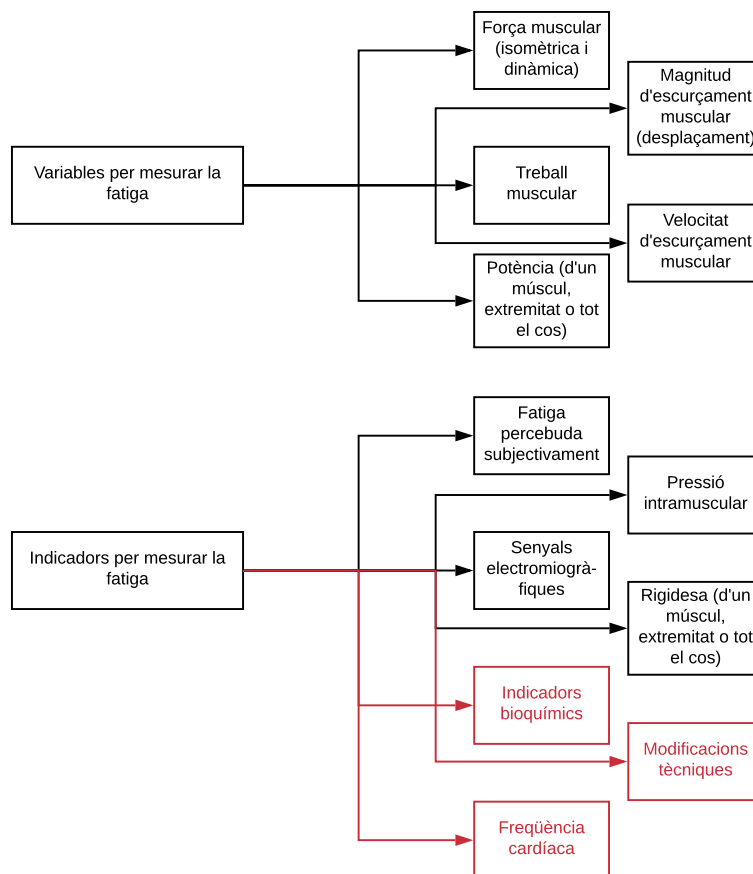 Força muscular
(isomètrica i
dinàmica)
Magnitud
d'escurçament
muscular
(desplaçament)
Variables per mesurar la
fatiga
Treball
muscular
Velocitat
d'escurçament
muscular
Potència (d'un
múscul,
extremitat o tot
el cos)
Fatiga
percebuda
subjectivament
Pressió
intramuscular
Indicadors per mesurar la
fatiga
Senyals
electromiogrà-
fiques
Rigidesa (d'un
múscul,
extremitat o tot
el cos)
Indicadors
bioquímics
Modificacions
tècniques
Freqüència
cardíaca